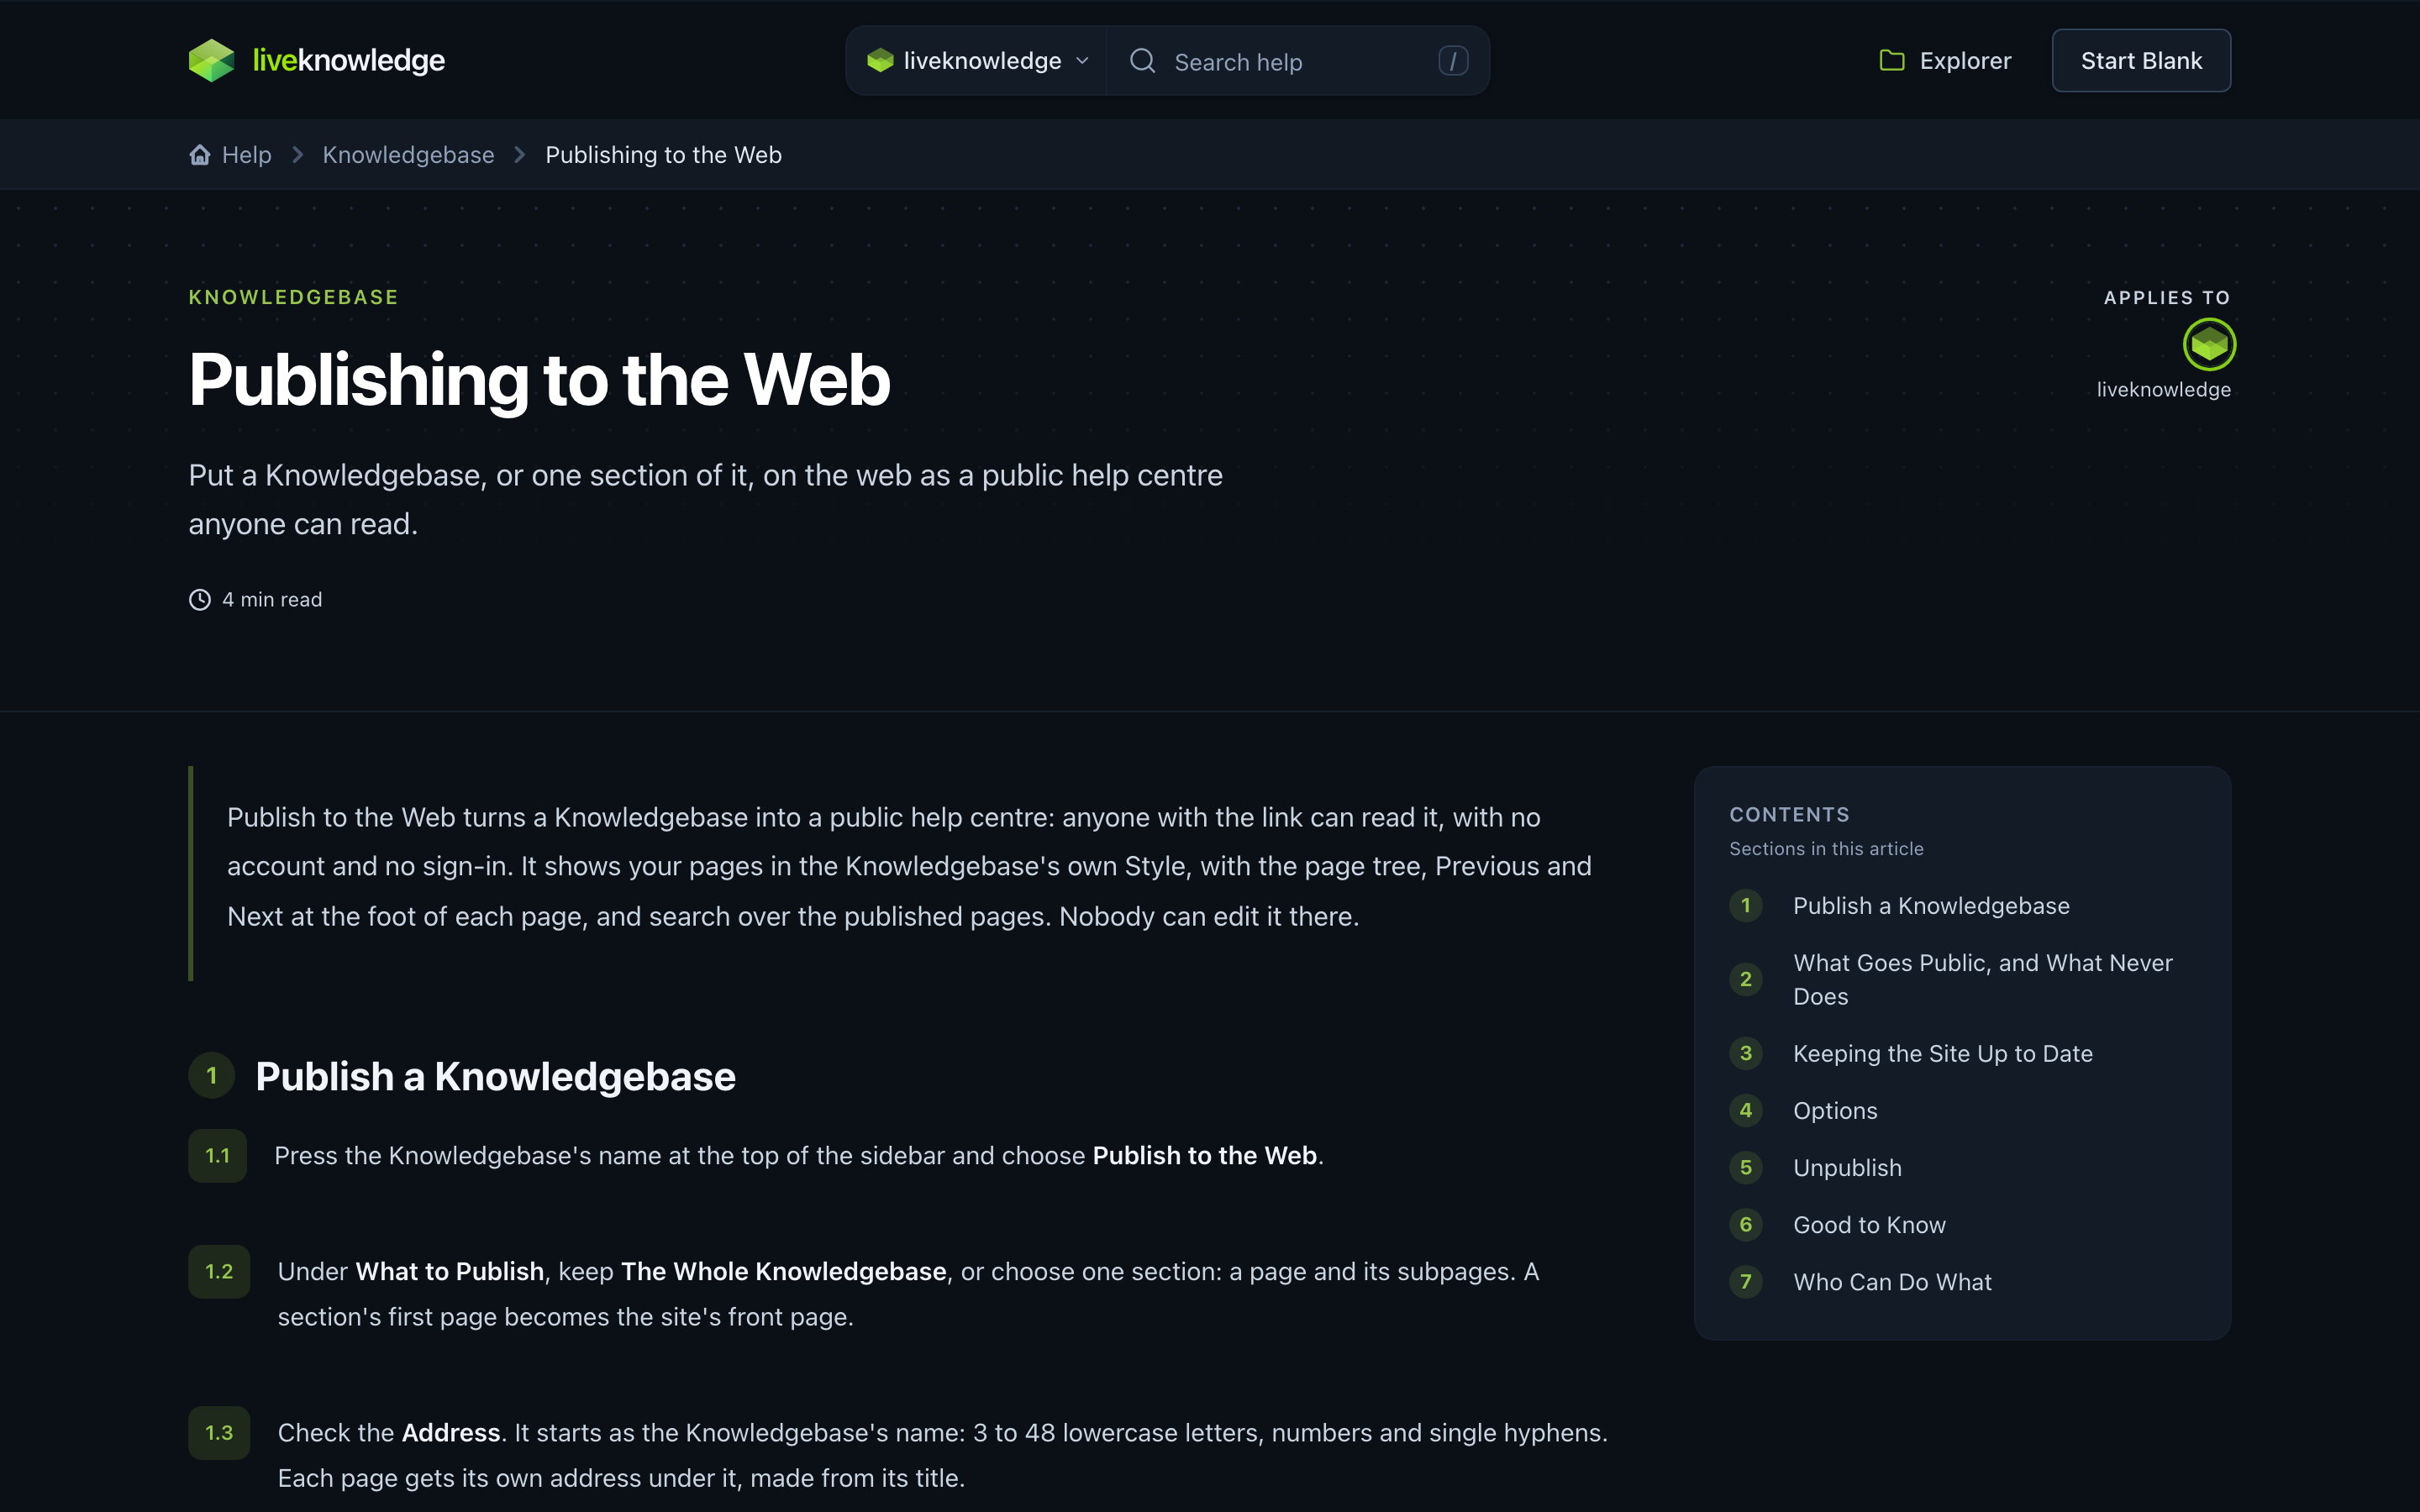 liveknowledge
liveknowledge
Search help
/
Explorer
Start Blank
Help
Knowledgebase
Publishing to the Web
KNOWLEDGEBASE
Publishing to the Web
Put a Knowledgebase, or one section of it, on the web as a public help centre
anyone can read.
4 min read
APPLIES TO
liveknowledge
Publish to the Web turns a Knowledgebase into a public help centre: anyone with the link can read it, with no
account and no sign-in. It shows your pages in the Knowledgebase's own Style, with the page tree, Previous and
Next at the foot of each page, and search over the published pages. Nobody can edit it there.
1 Publish a Knowledgebase
1.1 Press the Knowledgebase's name at the top of the sidebar and choose Publish to the Web.
1.2 Under What to Publish, keep The Whole Knowledgebase, or choose one section: a page and its subpages. A
section's first page becomes the site's front page.
1.3 Check the Address. It starts as the Knowledgebase's name: 3 to 48 lowercase letters, numbers and single hyphens.
Each page gets its own address under it, made from its title.
CONTENTS
Sections in this article
1 Publish a Knowledgebase
2 What Goes Public, and What Never
Does
3 Keeping the Site Up to Date
4 Options
5 Unpublish
6 Good to Know
7 Who Can Do What